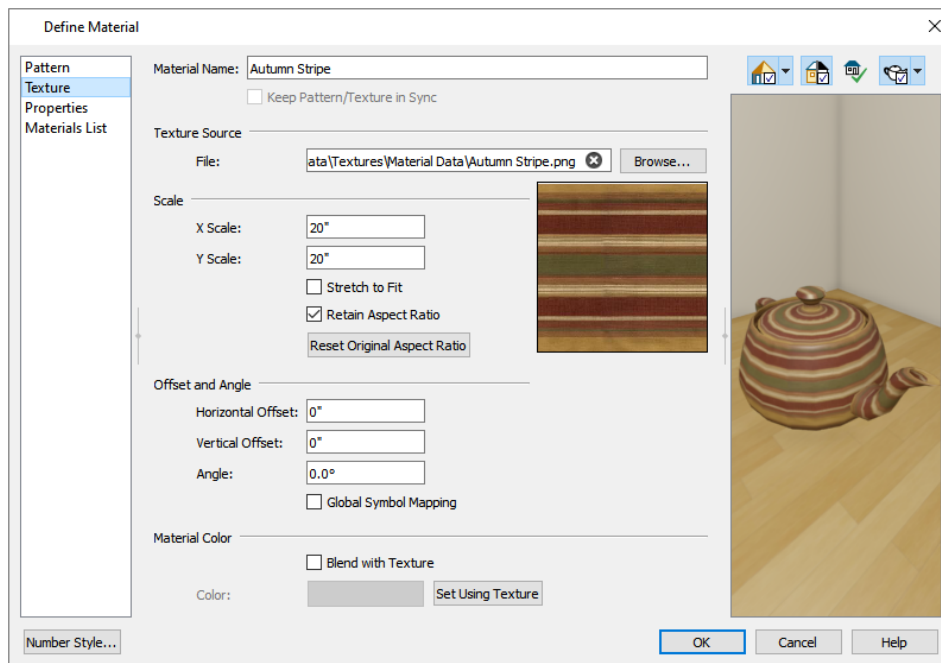 Define Material
Pattern
Texture
Properties
Materials List
Material Name: Autumn Stripe
Keep Pattern/Texture in Sync
Texture Source
File: ata\Textures\Material Data\Autumn Stripe.png Browse...
Scale
X Scale: 20"
Y Scale: 20"
Stretch to Fit
Retain Aspect Ratio
Reset Original Aspect Ratio
Offset and Angle
Horizontal Offset: 0"
Vertical Offset: 0"
Angle: 0.0°
Global Symbol Mapping
Material Color
Blend with Texture
Color: Set Using Texture
Number Style... OK Cancel Help